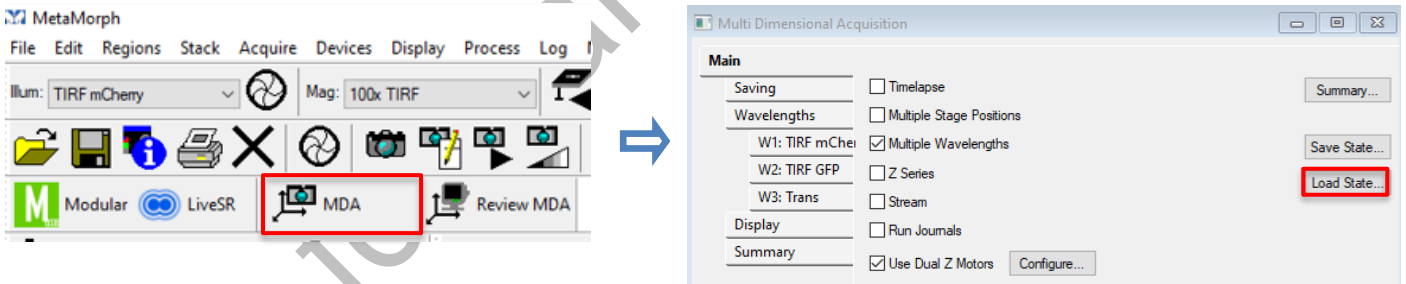 MetaMorph
File Edit Regions Stack Acquire Devices Display Process Log
Illum: TIRF mCherry Mag: 100x TIRF
Modular LiveSR MDA Review MDA
Multi Dimensional Acquisition
Main
Saving
Wavelengths
W1: TIRF mChe
W2: TIRF GFP
W3: Trans
Display
Summary
Timelapse
Multiple Stage Positions
Multiple Wavelengths
Z Series
Stream
Run Journals
Use Dual Z Motors Configure...
Summary...
Save State...
Load State...